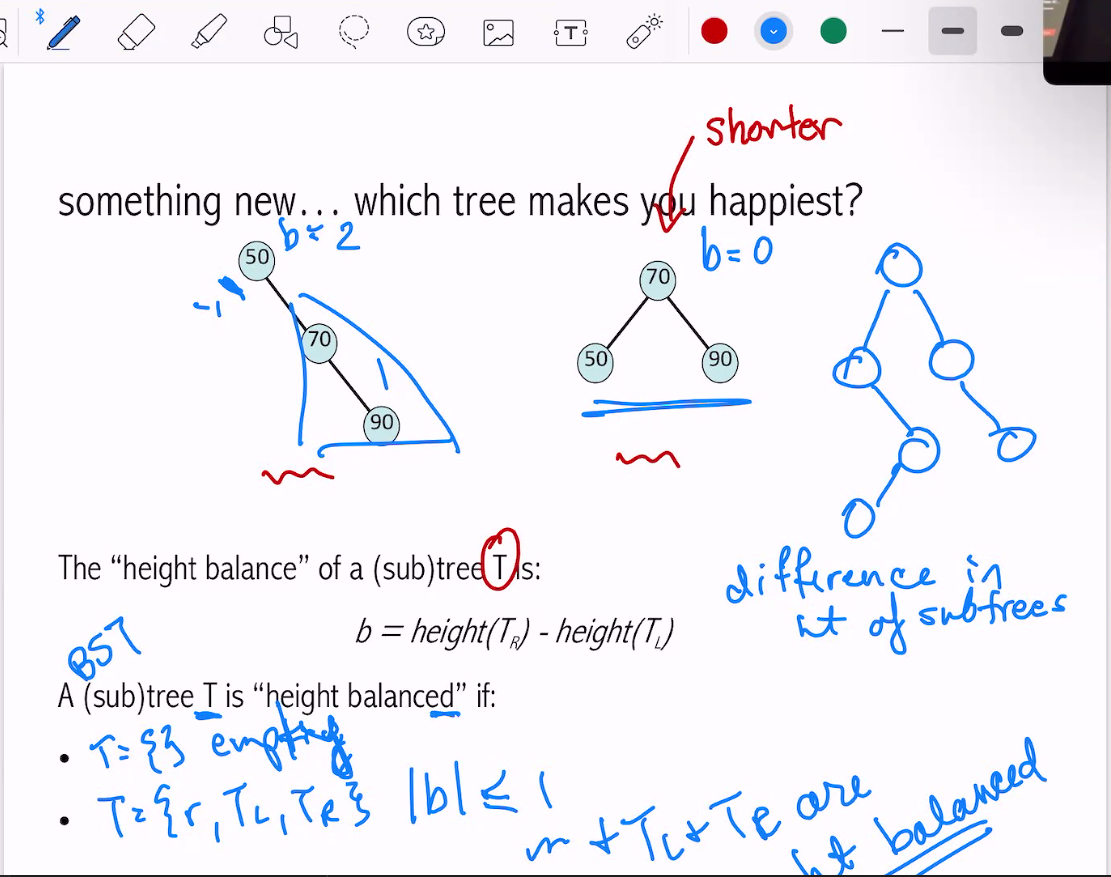 shorter
something new... which tree makes you happiest?
b = 2
b = 0
50
-1
70
1
90
70
50
90
r
The “height balance” of a (sub)tree T is:
difference in
ht of subtrees
b = height(T_R) - height(T_L)
BST
A (sub)tree T is “height balanced” if:
• T = {} empty
• T = {r, T_L, T_R} |b| ≤ 1
+ T_L + T_R are
ht balanced